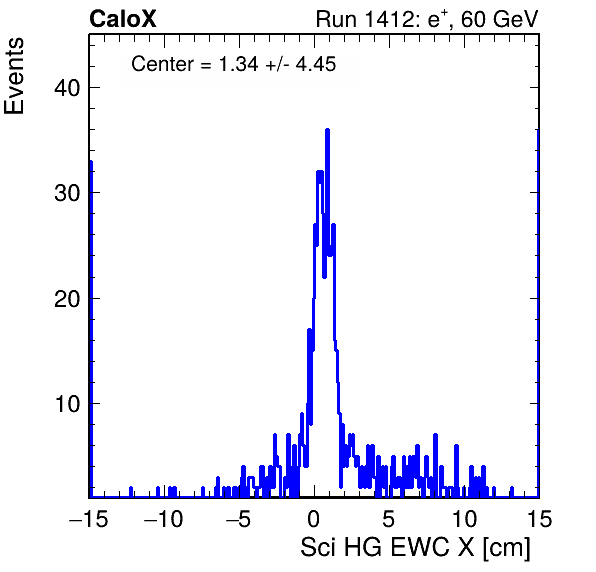 CaloX
Run 1412: e+, 60 GeV
Center = 1.34 +/- 4.45
Events
40
30
20
10
−15 −10 −5 0 5 10 15
Sci HG EWC X [cm]